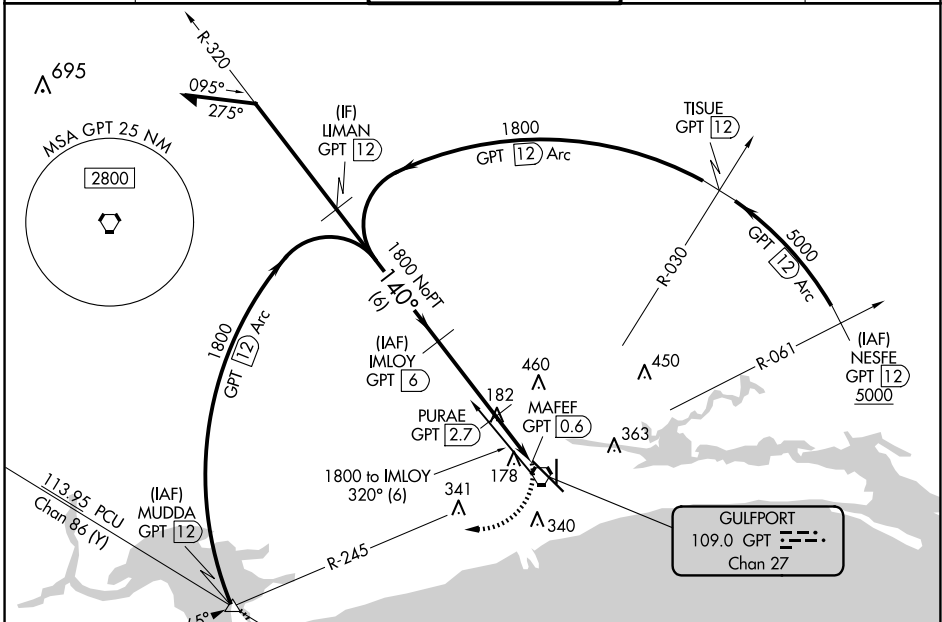 R-320
695
095°
275°
MSA GPT 25 NM
2800
(IF)
LIMAN
GPT 12
1800
GPT 12 Arc
TISUE
GPT 12
5000
GPT 12 Arc
R-030
R-061
(IAF)
NESFE
GPT 12
5000
1800 NoPT
140°
(6)
1800
GPT 12 Arc
(IAF)
IMLOY
GPT 6
460
450
182
MAFEF
GPT 0.6
PURAE
GPT 2.7
363
178
1800 to IMLOY
320° (6)
341
340
113.95 PCU
Chan 86 (Y)
(IAF)
MUDDA
GPT 12
R-245
GULFPORT
109.0 GPT
Chan 27